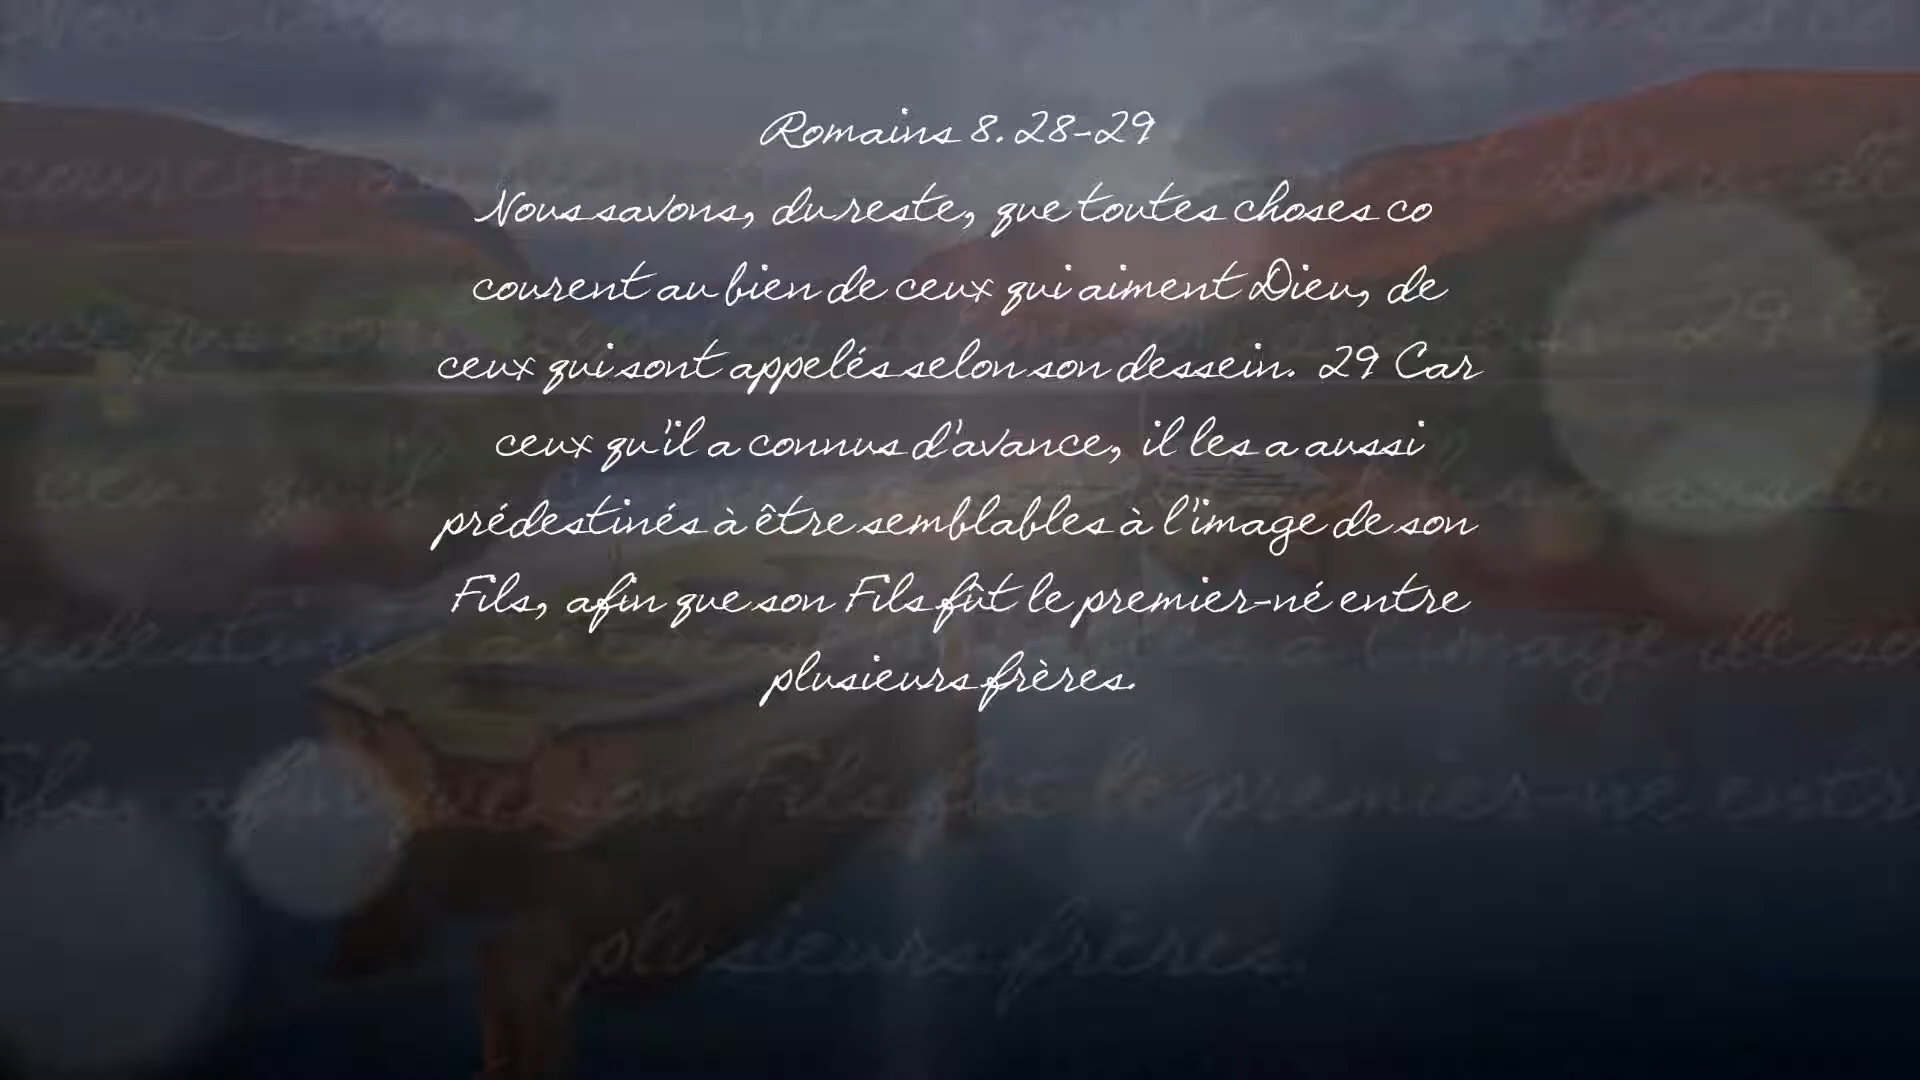 Romains 8. 28-29
Nous savons, du reste, que toutes choses co
courent au bien de ceux qui aiment Dieu, de
ceux qui sont appelés selon son dessein. 29 Car
ceux qu'il a connus d'avance, il les a aussi
prédestinés à être semblables à l'image de son
Fils, afin que son Fils fût le premier-né entre
plusieurs frères.